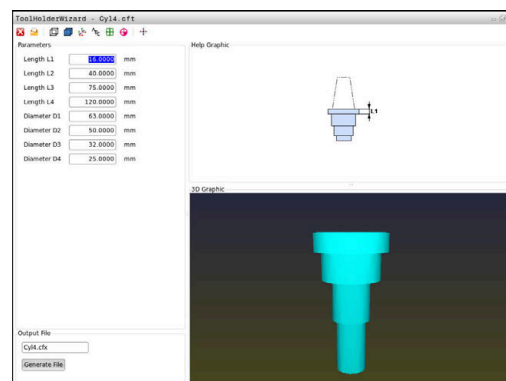 ToolHolderWizard - Cyl4.cft
Parameters
Length L1 16.0000 mm
Length L2 40.0000 mm
Length L3 75.0000 mm
Length L4 120.0000 mm
Diameter D1 63.0000 mm
Diameter D2 50.0000 mm
Diameter D3 32.0000 mm
Diameter D4 25.0000 mm
Output File
Cyl4.cfx
Generate File
Help Graphic
L1
3D Graphic